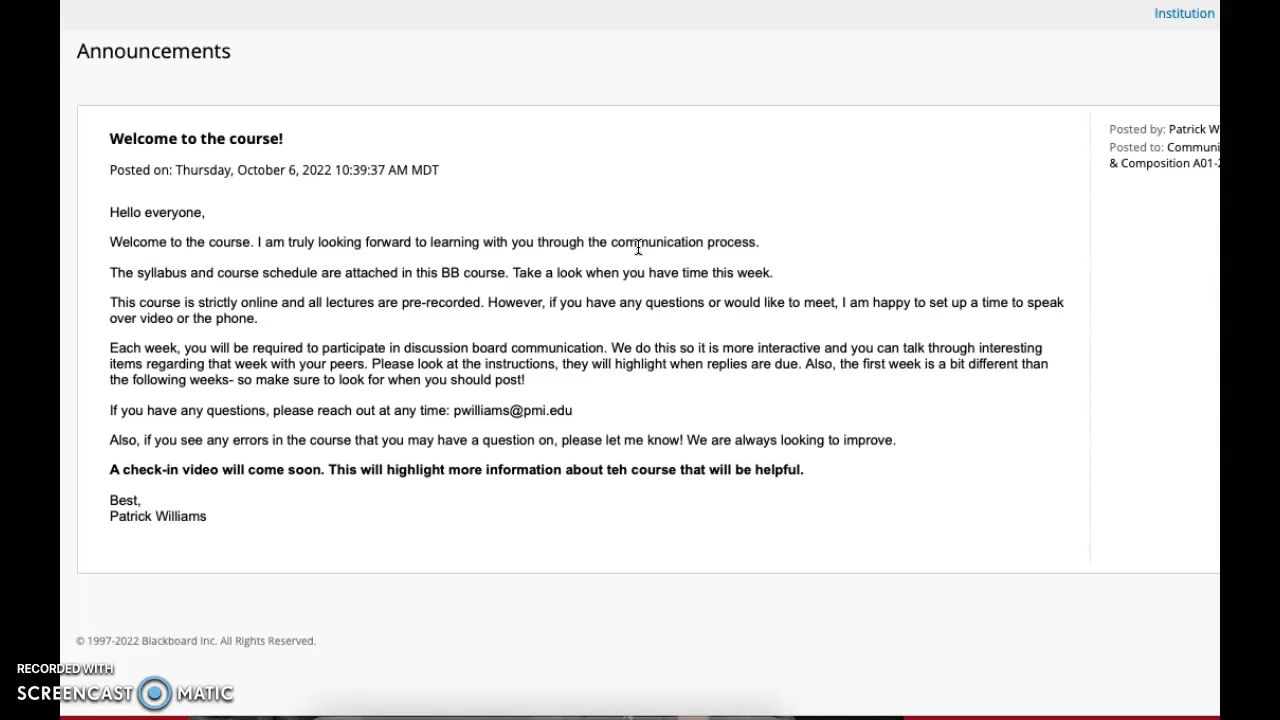 Institution
Announcements
Welcome to the course!
Posted on: Thursday, October 6, 2022 10:39:37 AM MDT
Hello everyone,
Welcome to the course. I am truly looking forward to learning with you through the communication process.
The syllabus and course schedule are attached in this BB course. Take a look when you have time this week.
This course is strictly online and all lectures are pre-recorded. However, if you have any questions or would like to meet, I am happy to set up a time to speak
over video or the phone.
Each week, you will be required to participate in discussion board communication. We do this so it is more interactive and you can talk through interesting
items regarding that week with your peers. Please look at the instructions, they will highlight when replies are due. Also, the first week is a bit different than
the following weeks- so make sure to look for when you should post!
If you have any questions, please reach out at any time: pwilliams@pmi.edu
Also, if you see any errors in the course that you may have a question on, please let me know! We are always looking to improve.
A check-in video will come soon. This will highlight more information about teh course that will be helpful.
Best,
Patrick Williams
Posted by: Patrick W
Posted to: Communi
& Composition A01-2
© 1997-2022 Blackboard Inc. All Rights Reserved.
RECORDED WITH
SCREENCAST MATIC